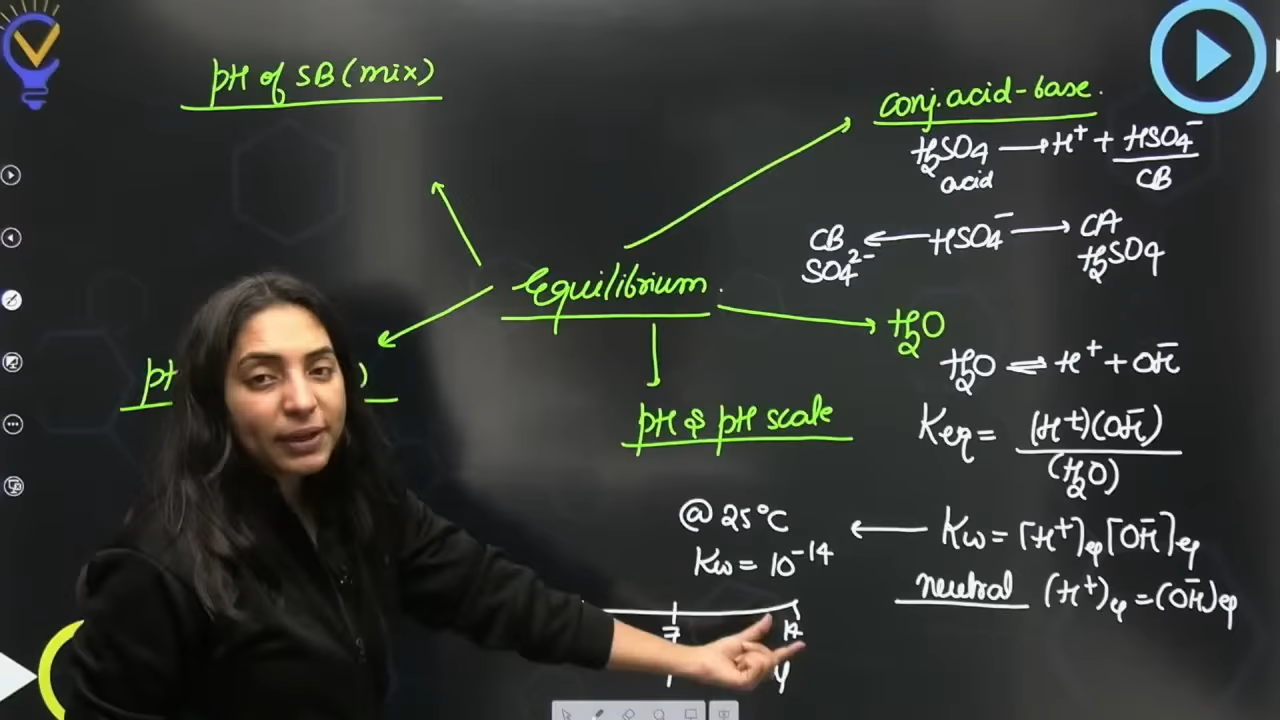 pH of SB (mix)
conj. acid-base.
H2SO4 → H⁺ + HSO4⁻
acid
CB
CB ← HSO4⁻ → CA
SO4²⁻
H2SO4
Equilibrium.
H2O
H2O ⇌ H⁺ + OH⁻
pH
)
pH & pH scale
Keq = (H⁺)(OH⁻)
(H2O)
@ 25°C ← Kw = [H⁺]eq [OH⁻]eq
Kw = 10⁻¹⁴
neutral (H⁺)eq = (OH⁻)eq
7 14